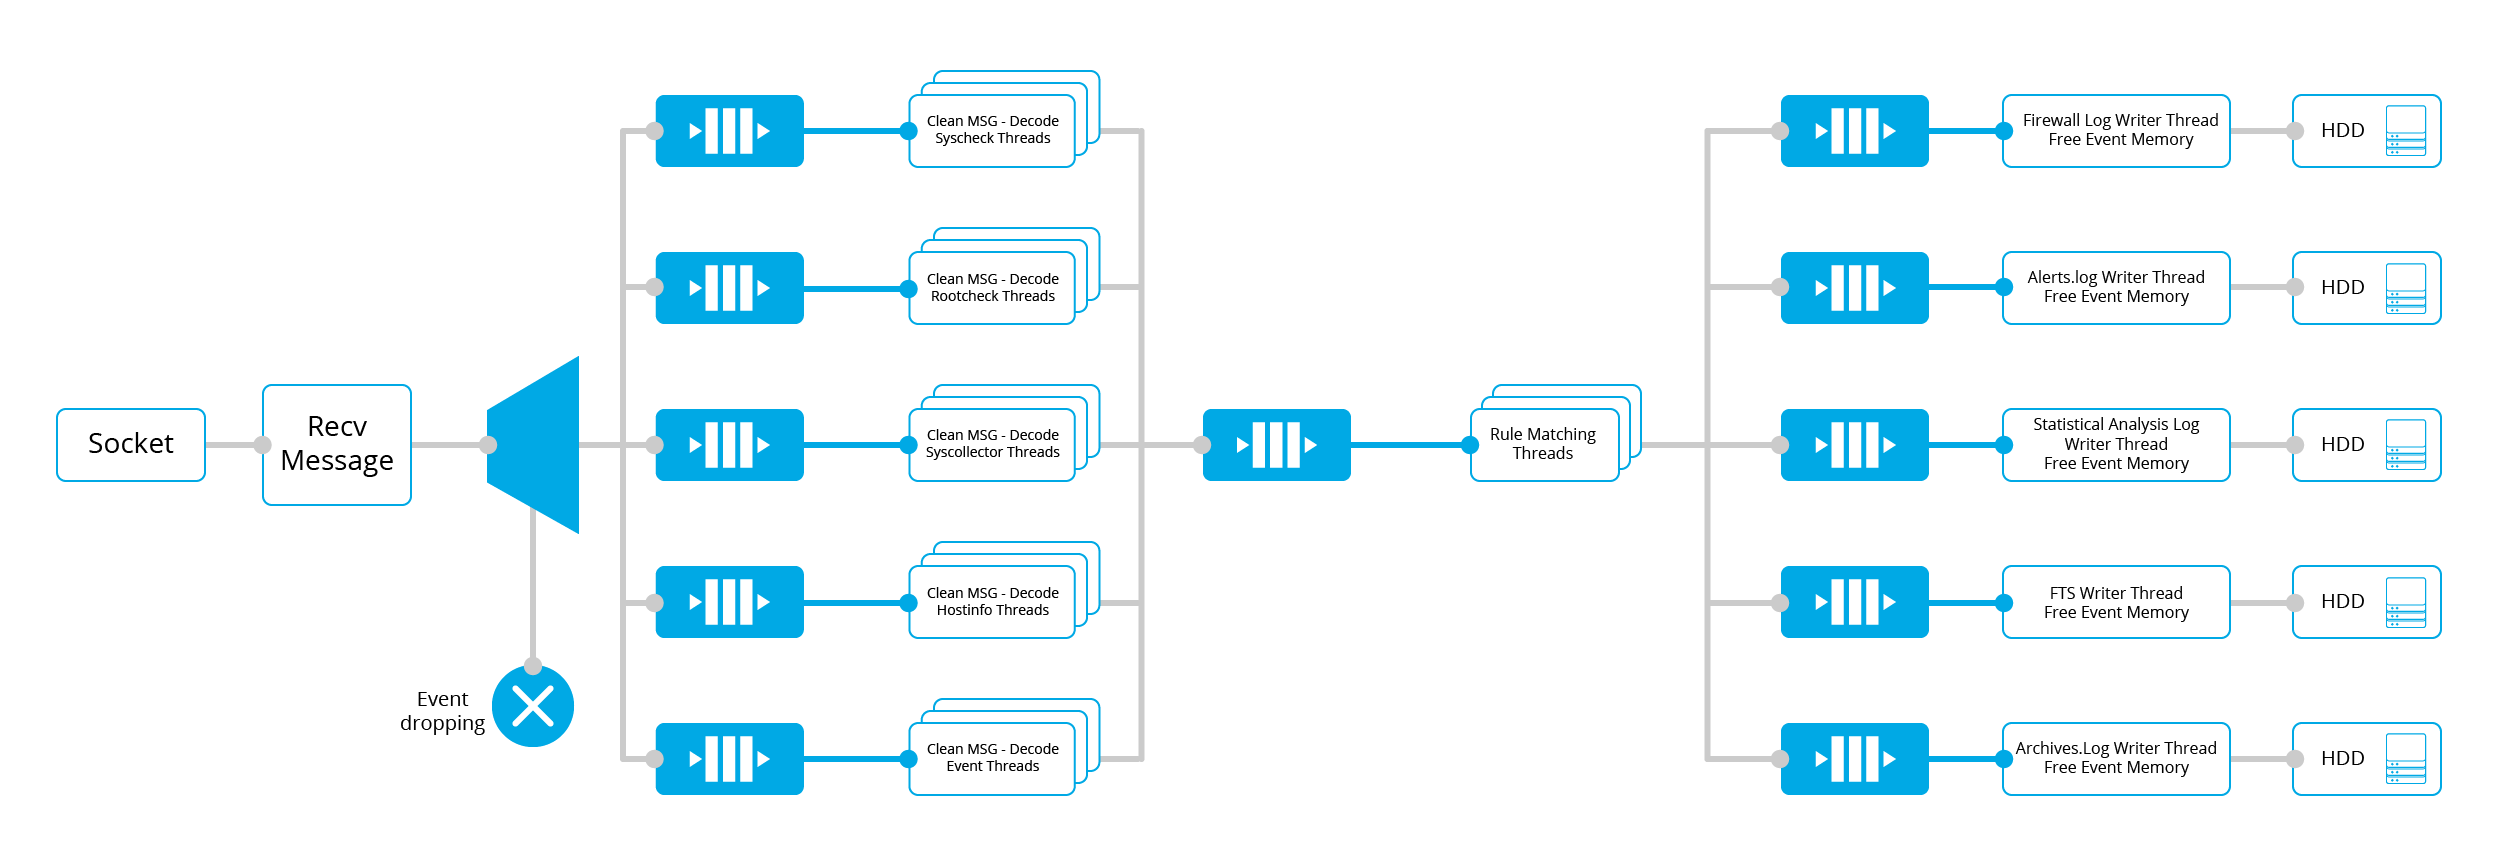 Socket
Recv
Message
Event
dropping
Clean MSG - Decode
Syscheck Threads
Clean MSG - Decode
Rootcheck Threads
Clean MSG - Decode
Syscollector Threads
Clean MSG - Decode
Hostinfo Threads
Clean MSG - Decode
Event Threads
Rule Matching
Threads
Firewall Log Writer Thread
Free Event Memory
HDD
Alerts.log Writer Thread
Free Event Memory
HDD
Statistical Analysis Log
Writer Thread
Free Event Memory
HDD
FTS Writer Thread
Free Event Memory
HDD
Archives.Log Writer Thread
Free Event Memory
HDD